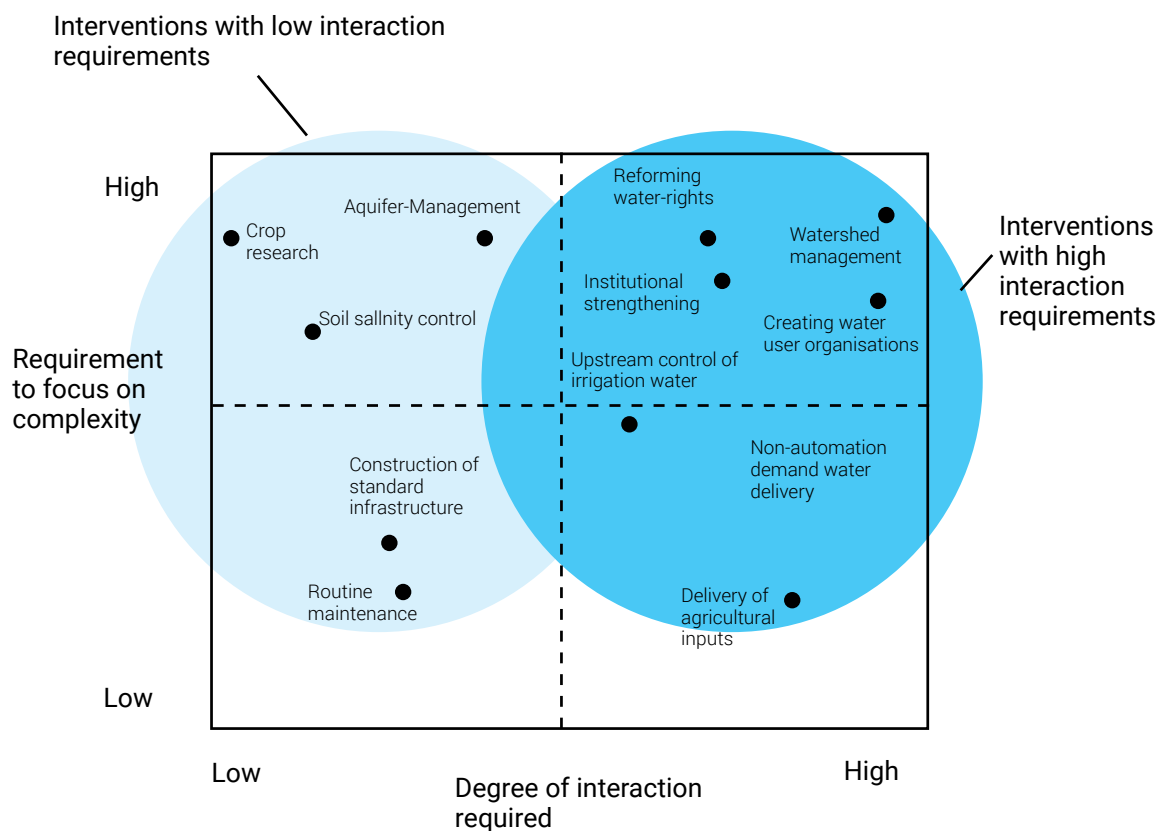 Interventions with low interaction
requirements
High
Reforming
water-rights
Aquifer-Management
Crop
research
Watershed
management
Interventions
with high
interaction
requirements
Institutional
strengthening
Soil sallnity control
Creating water
user organisations
Requirement
to focus on
complexity
Upstream control of
irrigation water
Non-automation
demand water
delivery
Construction of
standard
infrastructure
Routine
maintenance
Delivery of
agricultural
inputs
Low
Low
Degree of interaction
required
High